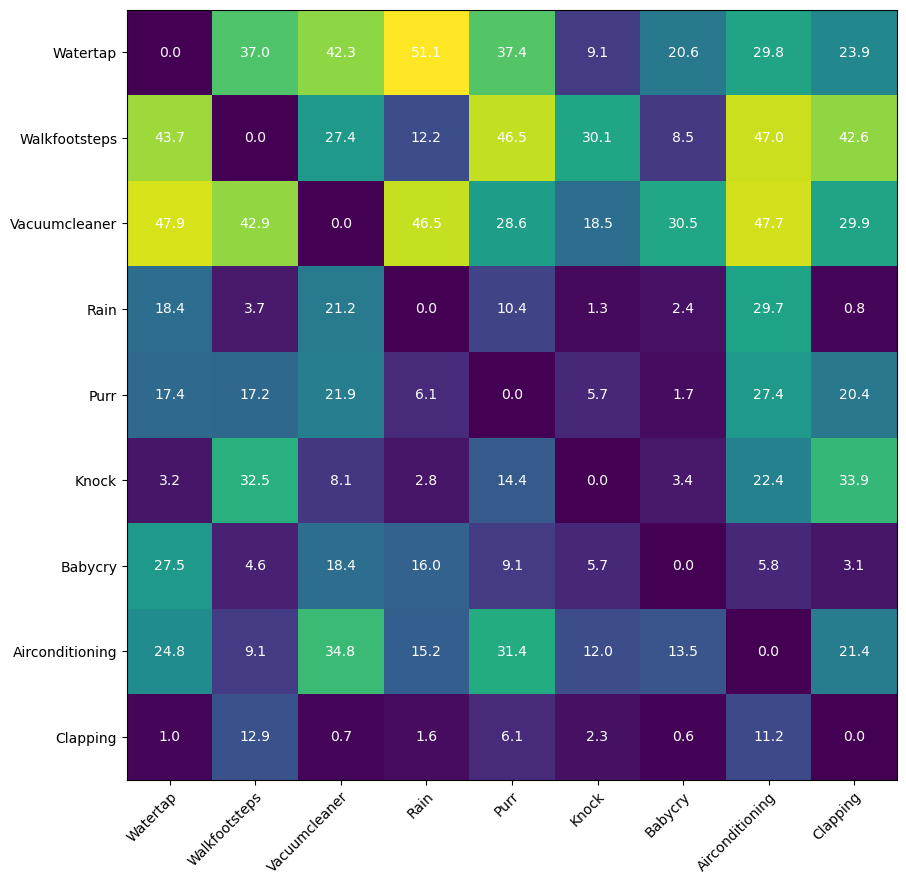 Watertap 0.0 37.0 42.3 51.1 37.4 9.1 20.6 29.8 23.9
Walkfootsteps 43.7 0.0 27.4 12.2 46.5 30.1 8.5 47.0 42.6
Vacuumcleaner 47.9 42.9 0.0 46.5 28.6 18.5 30.5 47.7 29.9
Rain 18.4 3.7 21.2 0.0 10.4 1.3 2.4 29.7 0.8
Purr 17.4 17.2 21.9 6.1 0.0 5.7 1.7 27.4 20.4
Knock 3.2 32.5 8.1 2.8 14.4 0.0 3.4 22.4 33.9
Babycry 27.5 4.6 18.4 16.0 9.1 5.7 0.0 5.8 3.1
Airconditioning 24.8 9.1 34.8 15.2 31.4 12.0 13.5 0.0 21.4
Clapping 1.0 12.9 0.7 1.6 6.1 2.3 0.6 11.2 0.0
Watertap Walkfootsteps Vacuumcleaner Rain Purr Knock Babycry Airconditioning Clapping